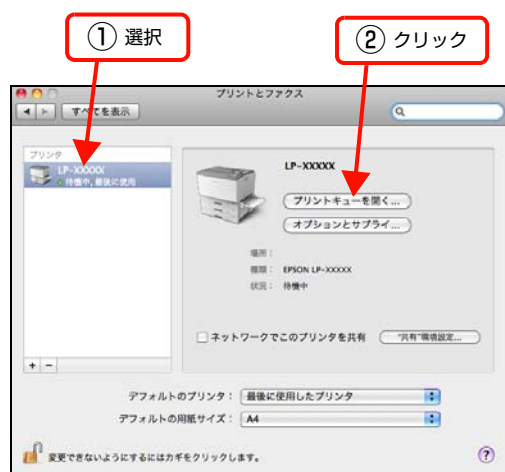 ① 選択
② クリック
プリントとファクス
すべてを表示
プリンタ
LP-XXXXX
待機中, 最後に使用
LP-XXXXX
プリントキューを開く...
オプションとサプライ...
場所：
種類： EPSON LP-XXXXX
状況： 待機中
ネットワークでこのプリンタを共有
"共有"環境設定...
+ −
デフォルトのプリンタ： 最後に使用したプリンタ
デフォルトの用紙サイズ： A4
変更できないようにするにはカギをクリックします。
?